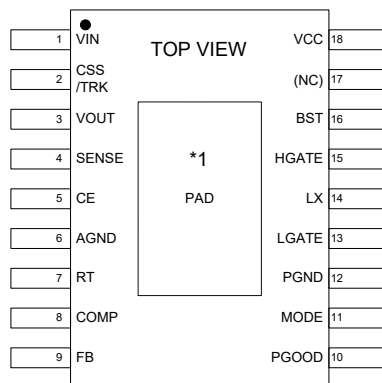 TOP VIEW
1 VIN
2 CSS
/TRK
3 VOUT
4 SENSE
5 CE
6 AGND
7 RT
8 COMP
9 FB
*1
PAD
VCC 18
(NC) 17
BST 16
HGATE 15
LX 14
LGATE 13
PGND 12
MODE 11
PGOOD 10